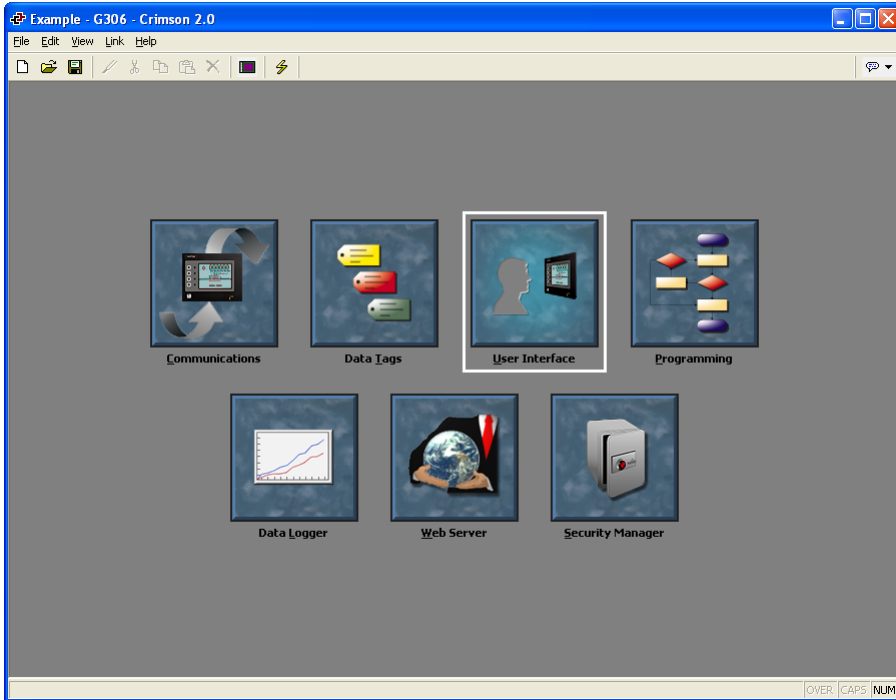 Example - G306 - Crimson 2.0
File Edit View Link Help
Communications Data Tags User Interface Programming
Data Logger Web Server Security Manager
OVER CAPS NUM